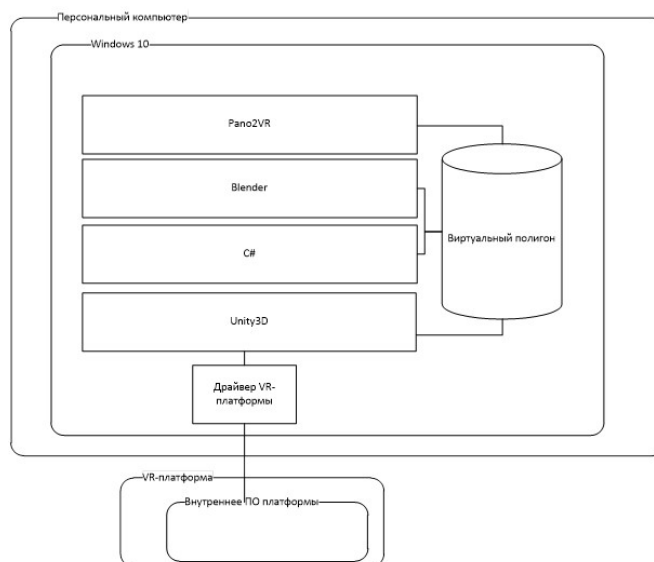 Персональный компьютер
Windows 10
Pano2VR
Blender
Виртуальный полигон
C#
Unity3D
Драйвер VR-
платформы
VR-платформа
Внутреннее ПО платформы